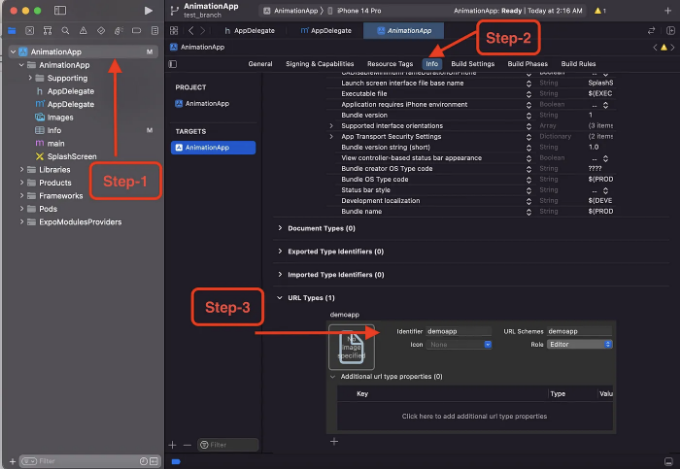 AnimationApp
test_branch
AnimationApp
iPhone 14 Pro
AnimationApp: Ready | Today at 2:16 AM
1
AppDelegate
AppDelegate
AnimationApp
AnimationApp
AnimationApp M
AnimationApp
Supporting
AppDelegate
AppDelegate
Images
Info M
main
SplashScreen
Libraries
Products
Frameworks
Pods
ExpoModulesProviders
Filter
Step-1
Step-2
Step-3
General
Signing & Capabilities
Resource Tags
Info
Build Settings
Build Phases
Build Rules
PROJECT
AnimationApp
TARGETS
AnimationApp
Filter
Launch screen interface file base name String SplashS
Executable file String $(EXEC
Application requires iPhone environment Boolean
Bundle version String 1
Supported interface orientations Array (3 items
App Transport Security Settings Dictionary (2 items
Bundle version string (short) String 1.0
View controller-based status bar appearance Boolean
Bundle creator OS Type code String ????
Bundle OS Type code String $(PROD
Status bar style String
Development localization String $(DEVE
Bundle name String $(PROD
Document Types (0)
Exported Type Identifiers (0)
Imported Type Identifiers (0)
URL Types (1)
demoapp
No
image
specified
Identifier demoapp URL Schemes demoapp
Icon None Role Editor
Additional url type properties (0)
Key Type Valu
Click here to add additional url type properties